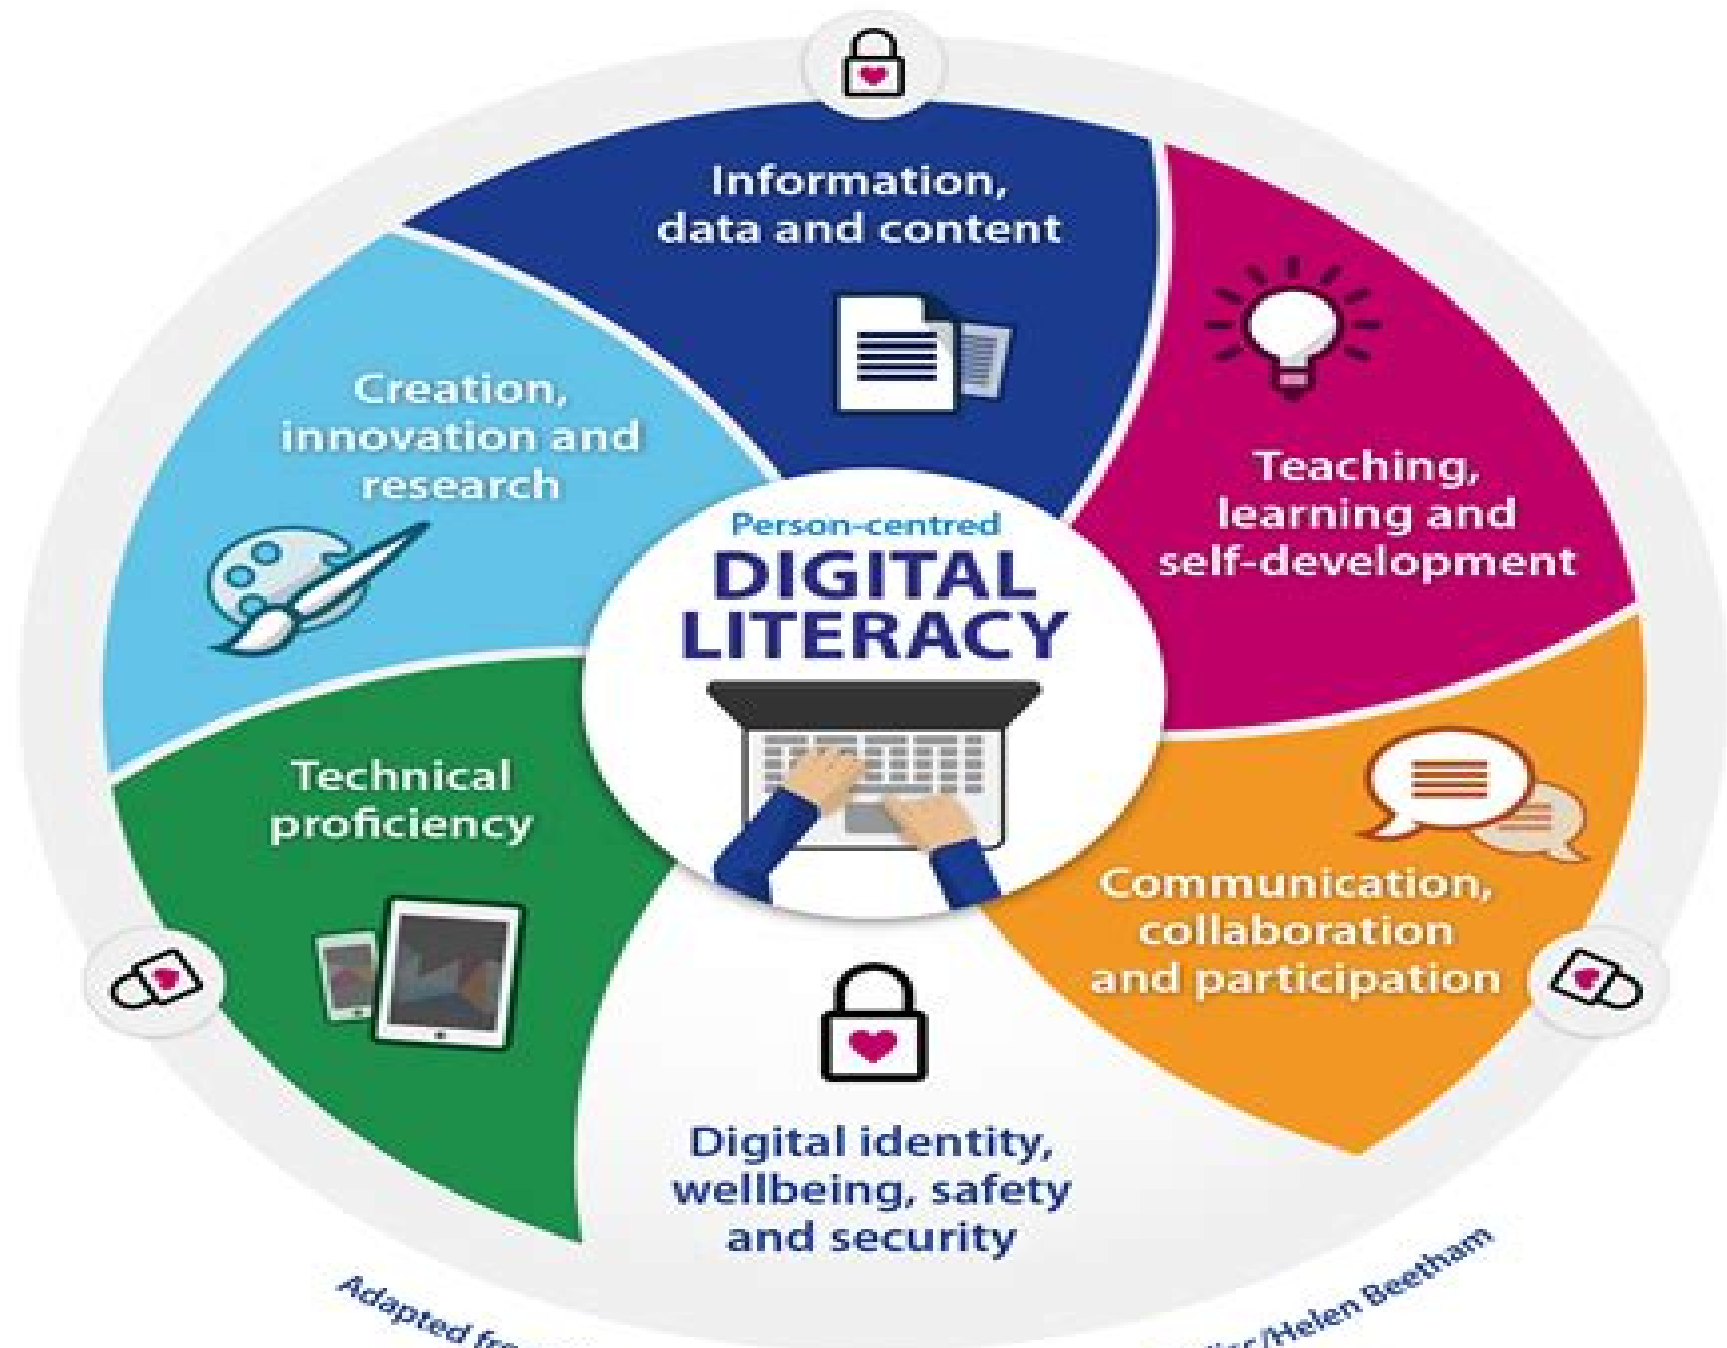 Information,
data and content
Teaching,
learning and
self-development
Communication,
collaboration
and participation
Digital identity,
wellbeing, safety
and security
Technical
proficiency
Creation,
innovation and
research
Person-centred
DIGITAL
LITERACY
Adapted
/Helen Beetham